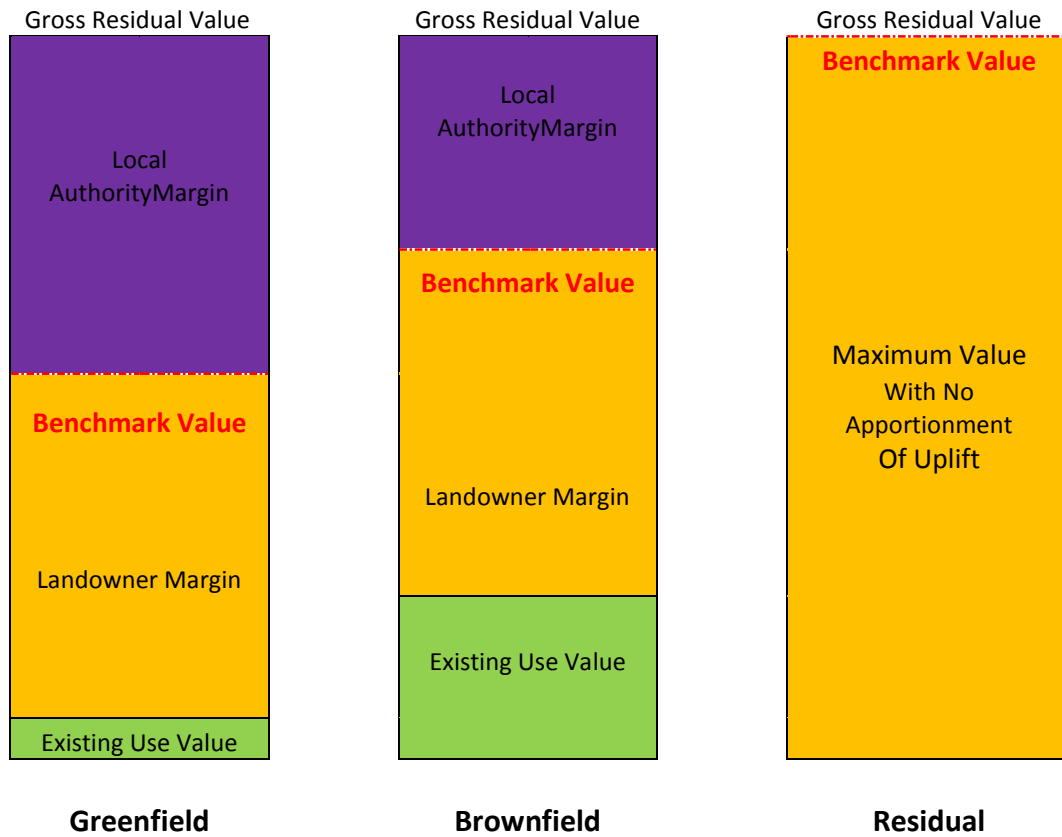 Gross Residual Value
Local
AuthorityMargin
Benchmark Value
Landowner Margin
Existing Use Value
Greenfield
Gross Residual Value
Local
AuthorityMargin
Benchmark Value
Landowner Margin
Existing Use Value
Brownfield
Gross Residual Value
Benchmark Value
Maximum Value
With No
Apportionment
Of Uplift
Residual